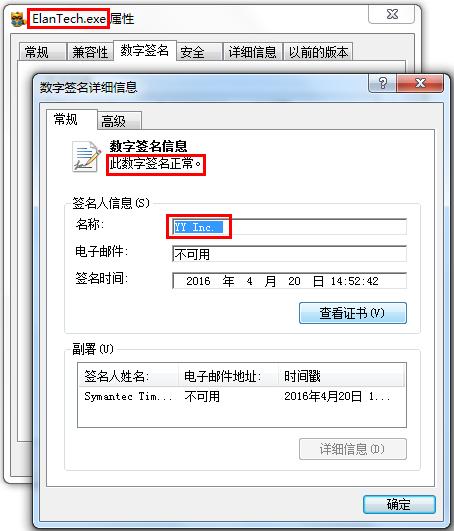 ElanTech.exe 属性
常规 兼容性 数字签名 安全 详细信息 以前的版本
数字签名详细信息
常规 高级
数字签名信息
此数字签名正常。
签名人信息(S)
名称: YY Inc.
电子邮件: 不可用
签名时间: 2016 年 4 月 20 日 14:52:42
查看证书(V)
副署(U)
签名人姓名: 电子邮件地址: 时间戳
Symantec Tim... 不可用 2016年4月20日 1...
详细信息(D)
确定